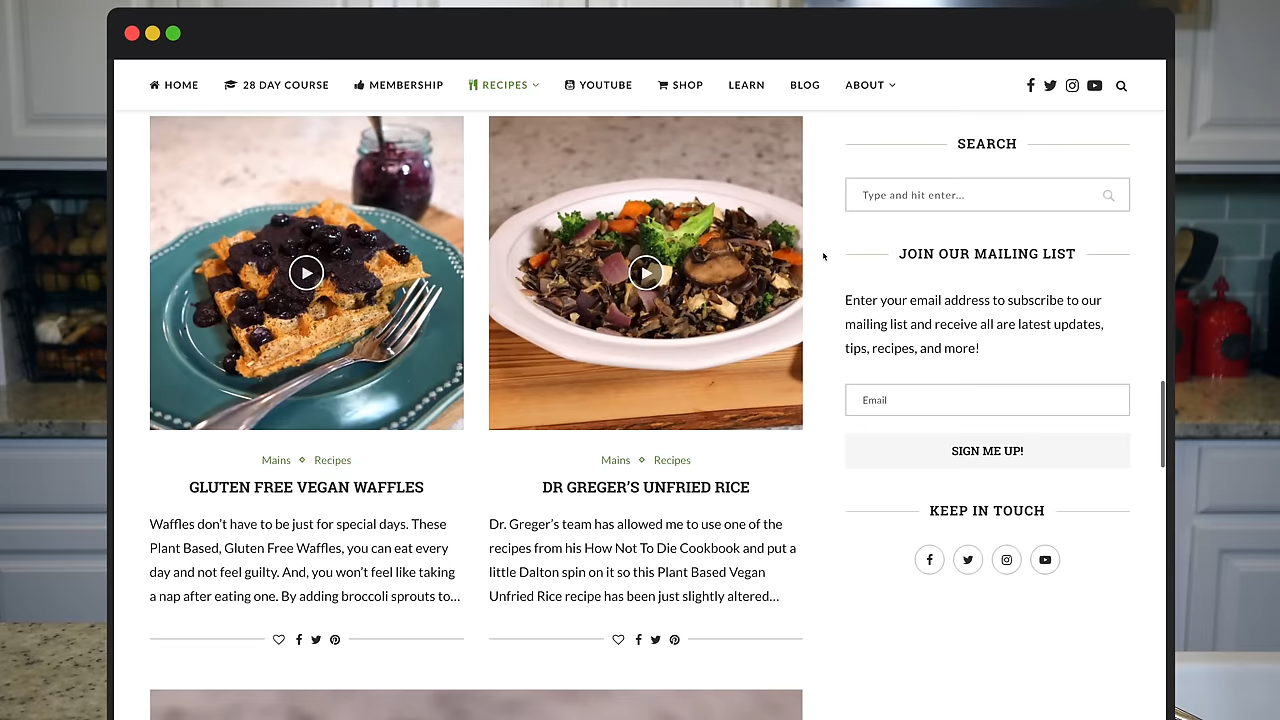 HOME 28 DAY COURSE MEMBERSHIP RECIPES YOUTUBE SHOP LEARN BLOG ABOUT
Mains Recipes
GLUTEN FREE VEGAN WAFFLES
Waffles don't have to be just for special days. These
Plant Based, Gluten Free Waffles, you can eat every
day and not feel guilty. And, you won't feel like taking
a nap after eating one. By adding broccoli sprouts to...
Mains Recipes
DR GREGER'S UNFRIED RICE
Dr. Greger's team has allowed me to use one of the
recipes from his How Not To Die Cookbook and put a
little Dalton spin on it so this Plant Based Vegan
Unfried Rice recipe has been just slightly altered...
SEARCH
Type and hit enter...
JOIN OUR MAILING LIST
Enter your email address to subscribe to our
mailing list and receive all are latest updates,
tips, recipes, and more!
Email
SIGN ME UP!
KEEP IN TOUCH